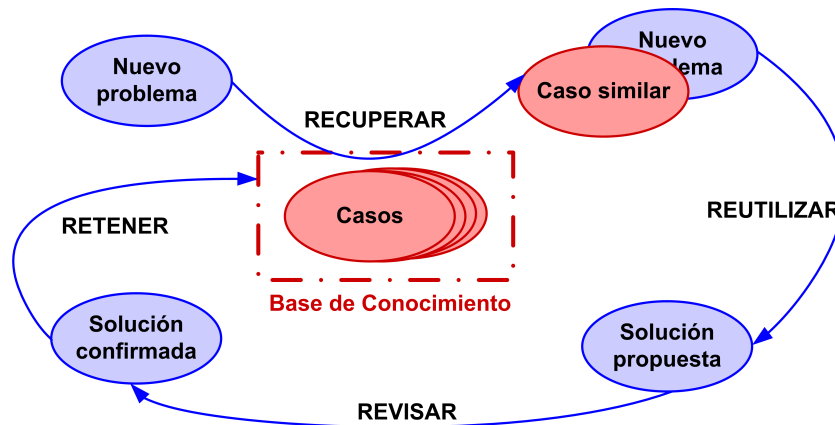 Nuevo
problema
RECUPERAR
Nuevo
Caso similar
REUTILIZAR
Casos
Base de Conocimiento
RETENER
Solución
confirmada
Solución
propuesta
REVISAR